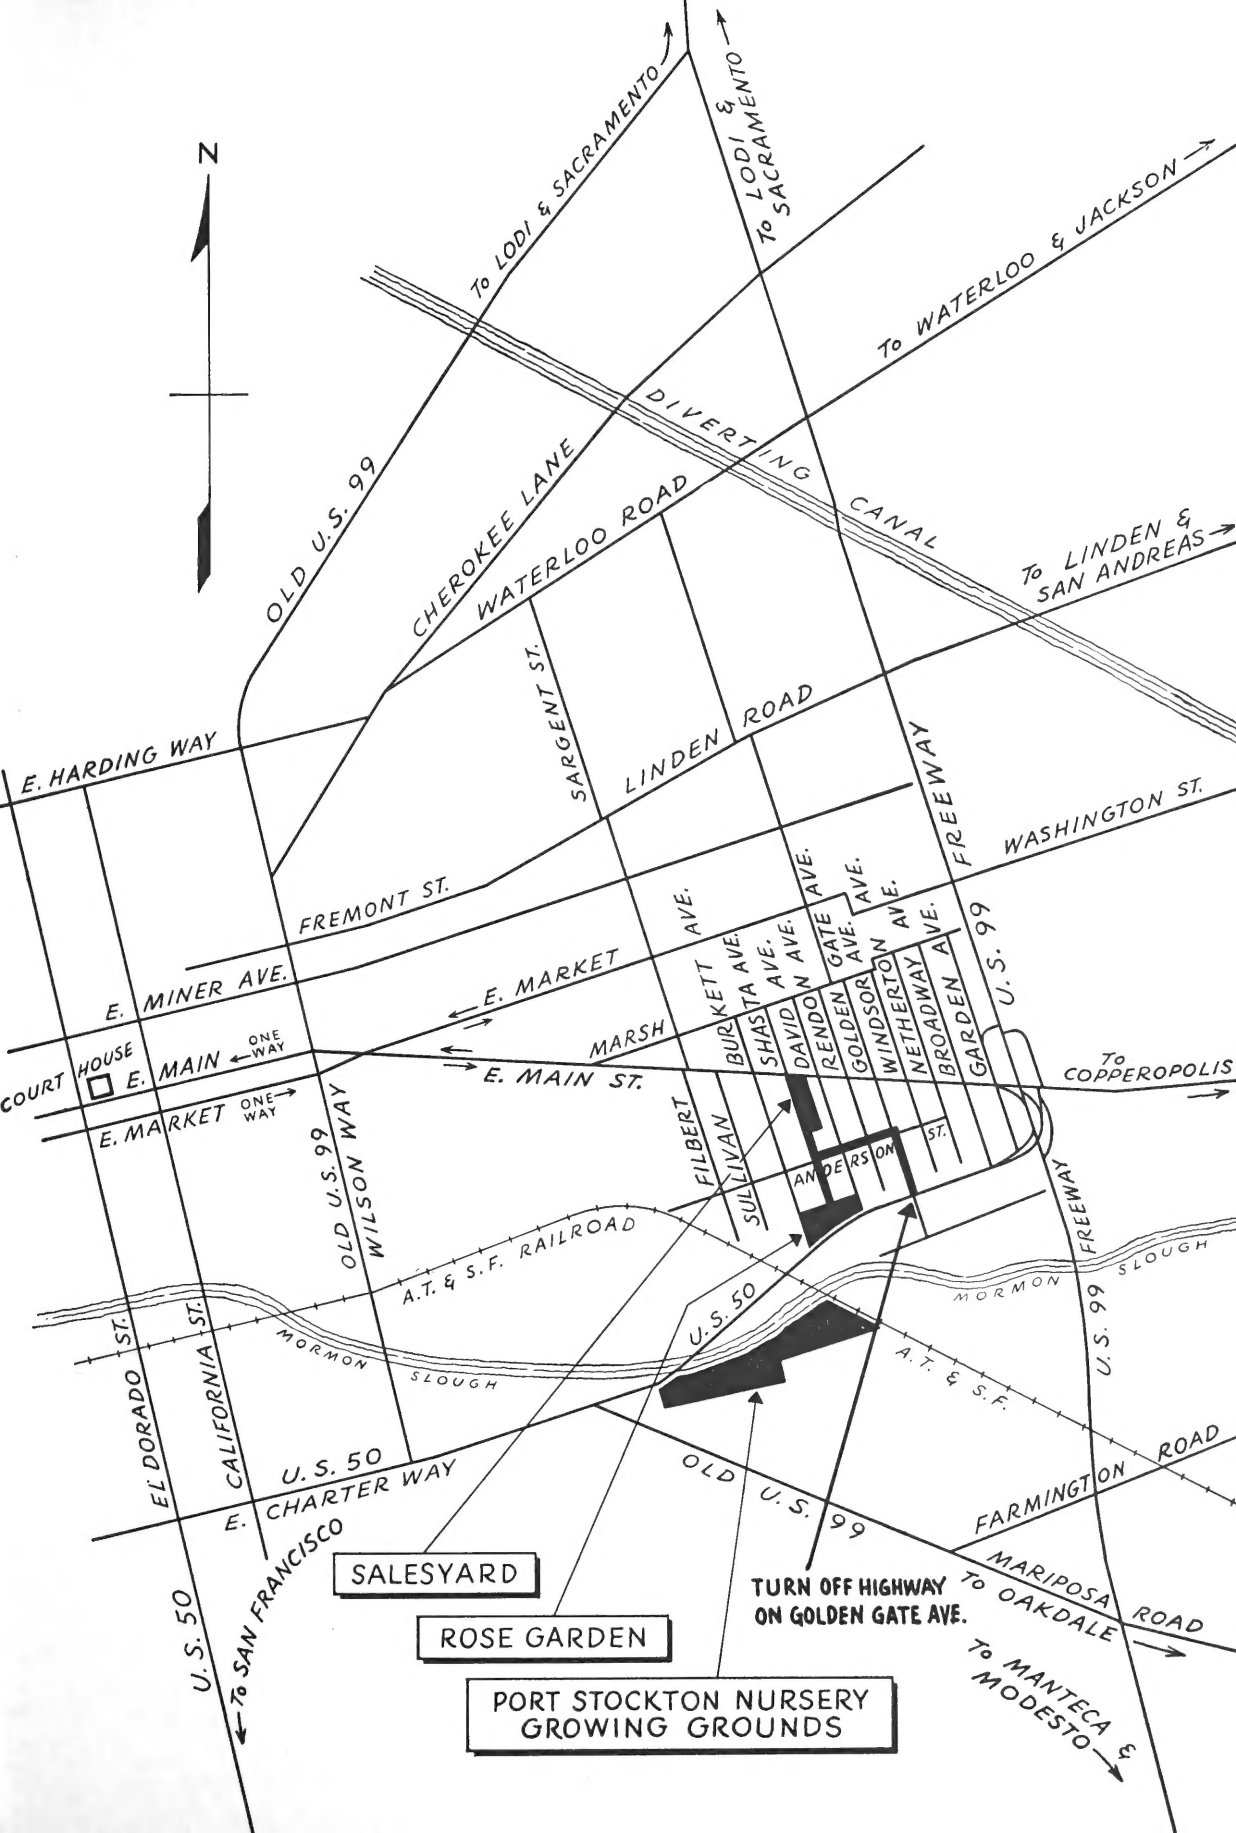 N
To LODI & SACRAMENTO
To LODI &
SACRAMENTO
To WATERLOO & JACKSON
DIVERTING CANAL
OLD U.S. 99
CHEROKEE LANE
WATERLOO ROAD
To LINDEN &
SAN ANDREAS
SARGENT ST.
LINDEN ROAD
E. HARDING WAY
FREEWAY
U.S. 99
WASHINGTON ST.
FREMONT ST.
E. MINER AVE.
E. MARKET
MARSH
BURKETT AVE.
SHASTA AVE.
DAVID AVE.
RENDON AVE.
GOLDEN GATE AVE.
WINDSOR AVE.
NETHERTON AVE.
BROADWAY AVE.
GARDEN AVE.
COURT HOUSE
E. MAIN
ONE
WAY
E. MARKET
ONE
WAY
E. MAIN ST.
To
COPPEROPOLIS
OLD U.S. 99
WILSON WAY
FILBERT
SULLIVAN
ANDERSON ST.
A.T. & S.F. RAILROAD
FREEWAY
U.S. 99
MORMON SLOUGH
MORMON SLOUGH
U.S. 50
A.T. & S.F.
EL DORADO ST.
CALIFORNIA ST.
U.S. 50
E. CHARTER WAY
OLD U.S. 99
FARMINGTON ROAD
MARIPOSA ROAD
To OAKDALE
To MANTECA &
MODESTO
U.S. 50
To SAN FRANCISCO
SALESYARD
ROSE GARDEN
PORT STOCKTON NURSERY
GROWING GROUNDS
TURN OFF HIGHWAY
ON GOLDEN GATE AVE.